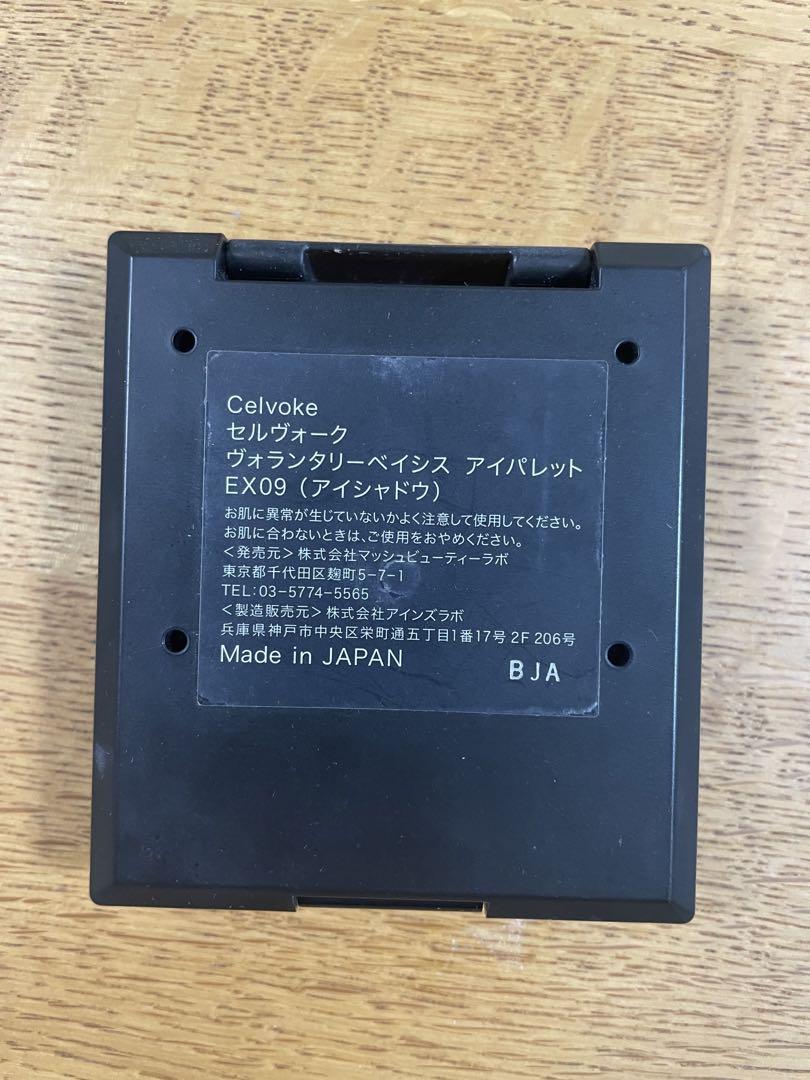 Celvoke
セルヴォーク
ヴォランタリーベイシス アイパレット
EX09（アイシャドウ）
お肌に異常が生じていないかよく注意して使用してください。
お肌に合わないときは、ご使用をおやめください。
＜発売元＞株式会社マッシュビューティーラボ
東京都千代田区麹町5-7-1
TEL：03-5774-5565
＜製造販売元＞株式会社アインズラボ
兵庫県神戸市中央区栄町通五丁目1番17号 2F 206号
Made in JAPAN
BJA